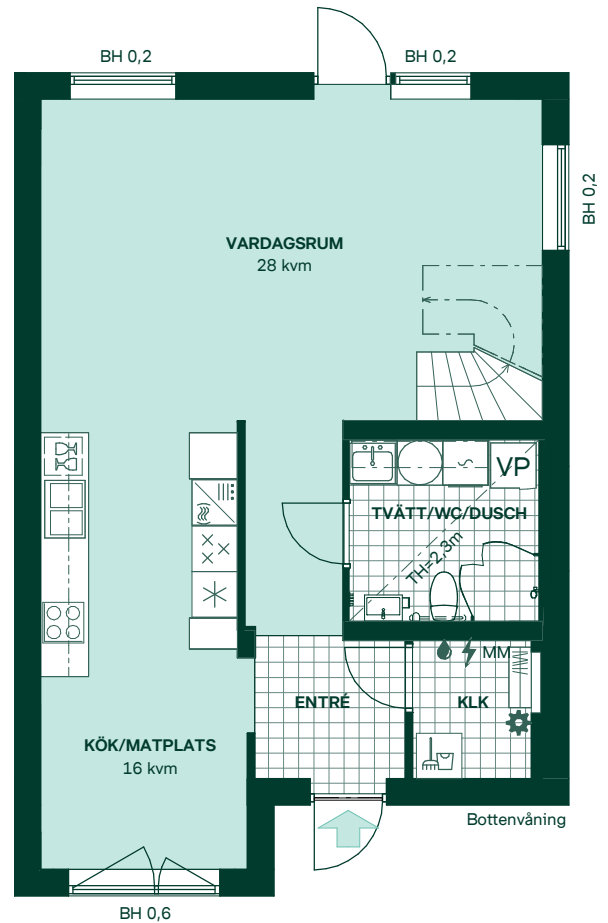 BH 0,2
BH 0,2
BH 0,2
VARDAGSRUM
28 kvm
VP
TVÄTT/WC/DUSCH
TH=2,3m
MM
ENTRÉ
KLK
KÖK/MATPLATS
16 kvm
Bottenvåning
BH 0,6